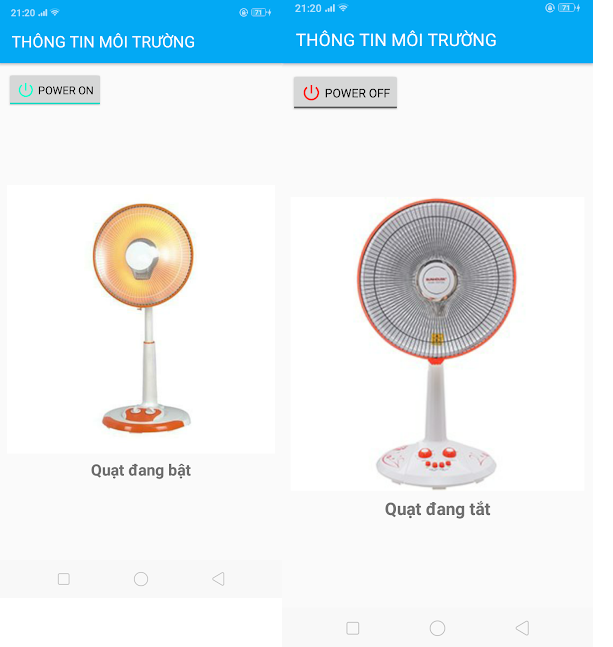 21:20
71
THÔNG TIN MÔI TRƯỜNG
POWER ON
Quạt đang bật
21:20
71
THÔNG TIN MÔI TRƯỜNG
POWER OFF
Quạt đang tắt